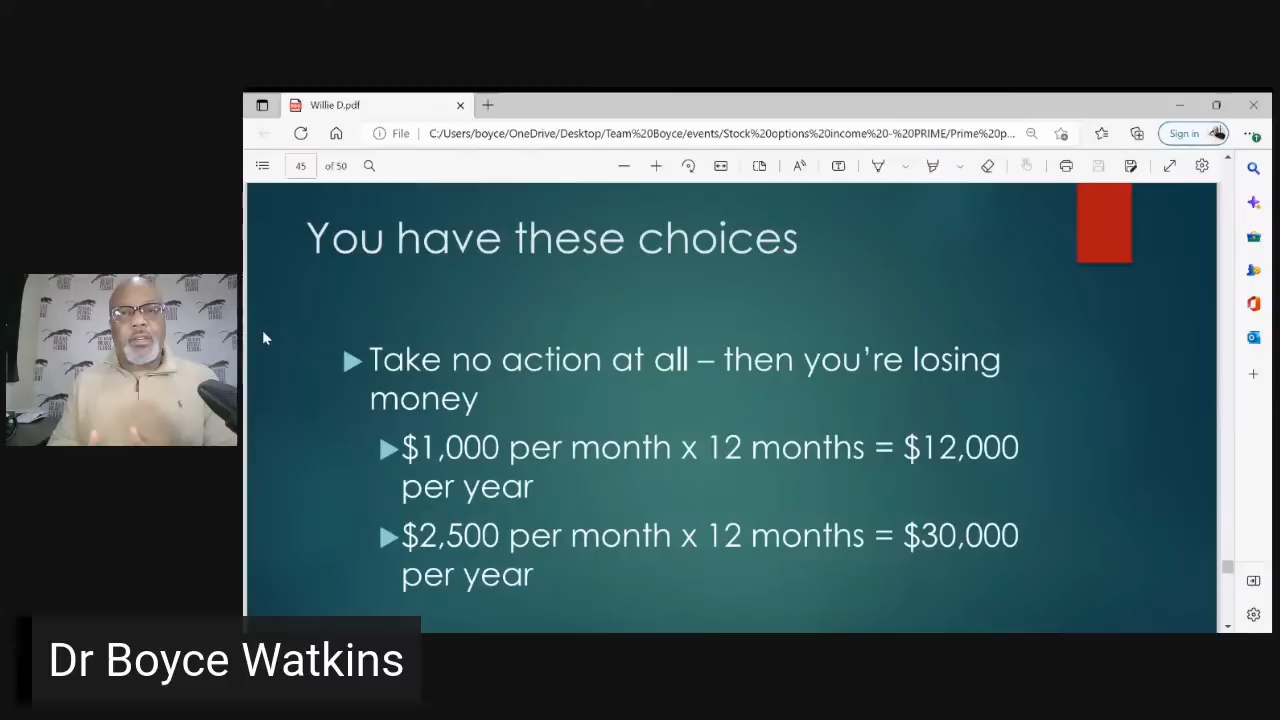 Willie D.pdf
File
C:/Users/boyce/OneDrive/Desktop/Team%20Boyce/events/Stock%20options%20income%20-%20PRIME/Prime%20p...
Sign in
45 of 50
You have these choices
Take no action at all – then you're losing
money
$1,000 per month x 12 months = $12,000
per year
$2,500 per month x 12 months = $30,000
per year
Dr Boyce Watkins